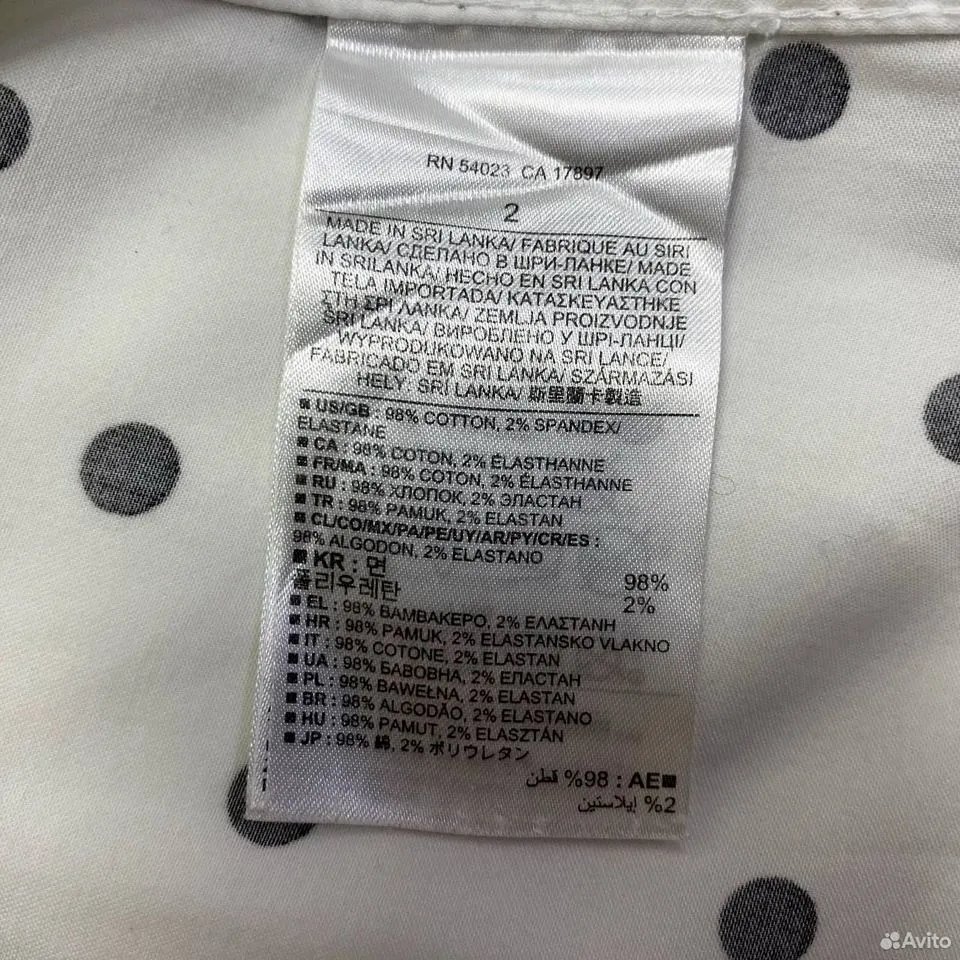 RN 54023 CA 17897
2
MADE IN SRI LANKA/ FABRIQUE AU SIRI
LANKA/ СДЕЛАНО В ШРИ-ЛАНКЕ/ MADE
IN SRILANKA/ HECHO EN SRI LANKA CON
TELA IMPORTADA/ ΚΑΤΑΣΚΕΥΑΣΤΗΚΕ
ΣΤΗ ΣΡΙ ΛΑΝΚΑ/ ZEMLJA PROIZVODNJE
SRI LANKA/ ВИРОБЛЕНО У ШРІ-ЛАНЦІ/
WYPRODUKOWANO NA SRI LANCE/
FABRICADO EM SRI LANKA/ SZÁRMAZÁSI
HELY: SRI LANKA/ 斯里蘭卡製造
■ US/GB : 98% COTTON, 2% SPANDEX/
ELASTANE
■ CA : 98% COTON, 2% ÉLASTHANNE
■ FR/MA : 98% COTON, 2% ÉLASTHANNE
■ RU : 98% ХЛОПОК, 2% ЭЛАСТАН
■ TR : 98% PAMUK, 2% ELASTAN
■ CL/CO/MX/PA/PE/UY/AR/PY/CR/ES :
98% ALGODON, 2% ELASTANO
■ KR : 면 98%
폴리우레탄 2%
■ EL : 98% ΒΑΜΒΑΚΕΡΟ, 2% ΕΛΑΣΤΑΝΗ
■ HR : 98% PAMUK, 2% ELASTANSKO VLAKNO
■ IT : 98% COTONE, 2% ELASTAN
■ UA : 98% БАВОВНА, 2% ЕЛАСТАН
■ PL : 98% BAWEŁNA, 2% ELASTAN
■ BR : 98% ALGODÃO, 2% ELASTANO
■ HU : 98% PAMUT, 2% ELASZTÁN
■ JP : 98% 綿, 2% ポリウレタン
■AE : 98% قطن
2% إيلاستين
Avito